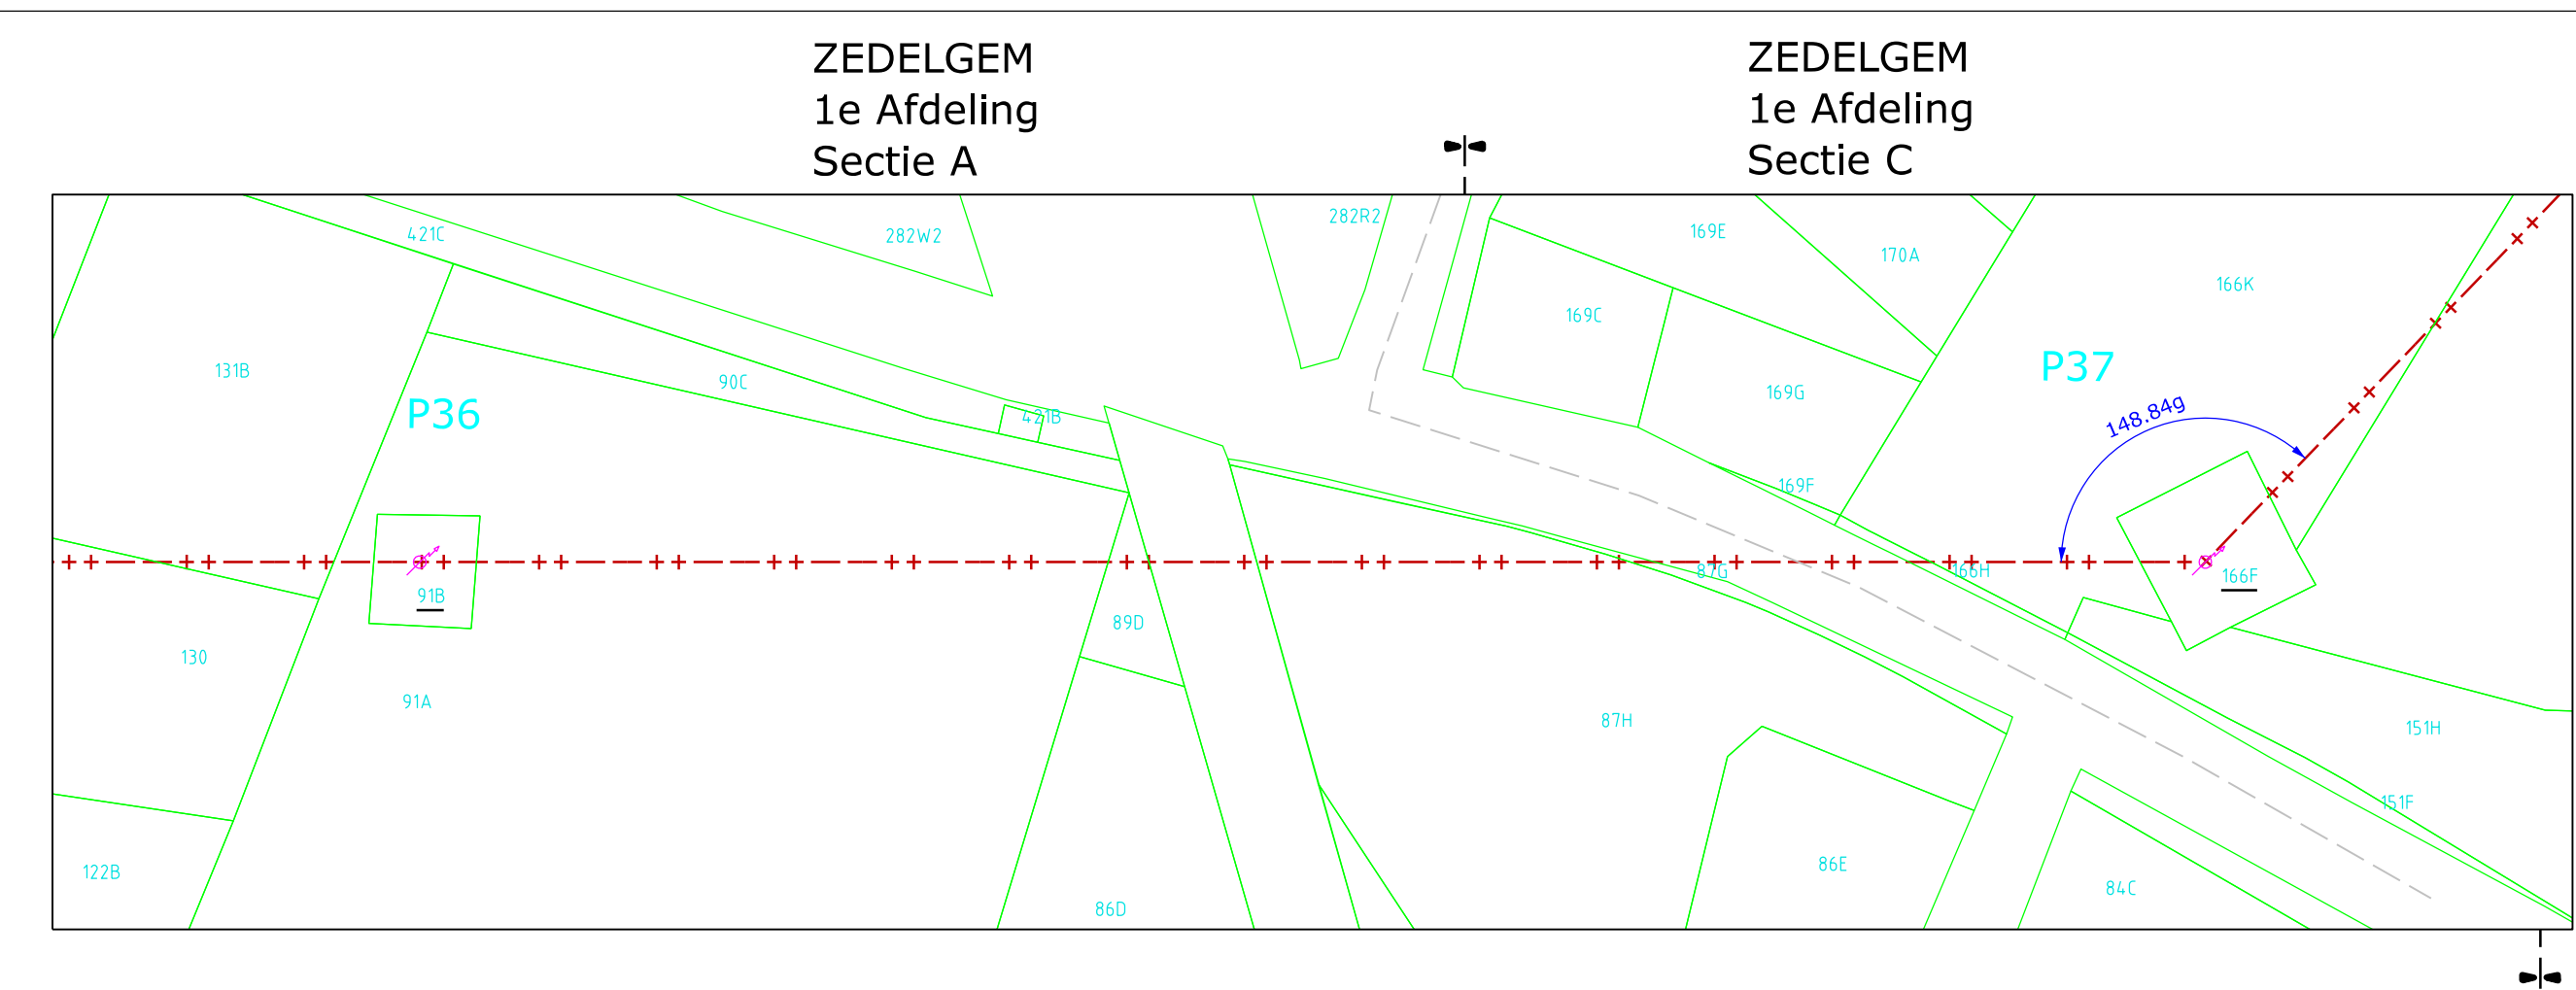 ZEDELGEM
1e Afdeling
Sectie A
ZEDELGEM
1e Afdeling
Sectie C
421C
282W2
282R2
169E
170A
166K
169C
131B
90C
P36
421B
169G
P37
148.84g
169F
91B
87G
166H
166F
89D
130
91A
87H
151H
151F
122B
86D
86E
84C